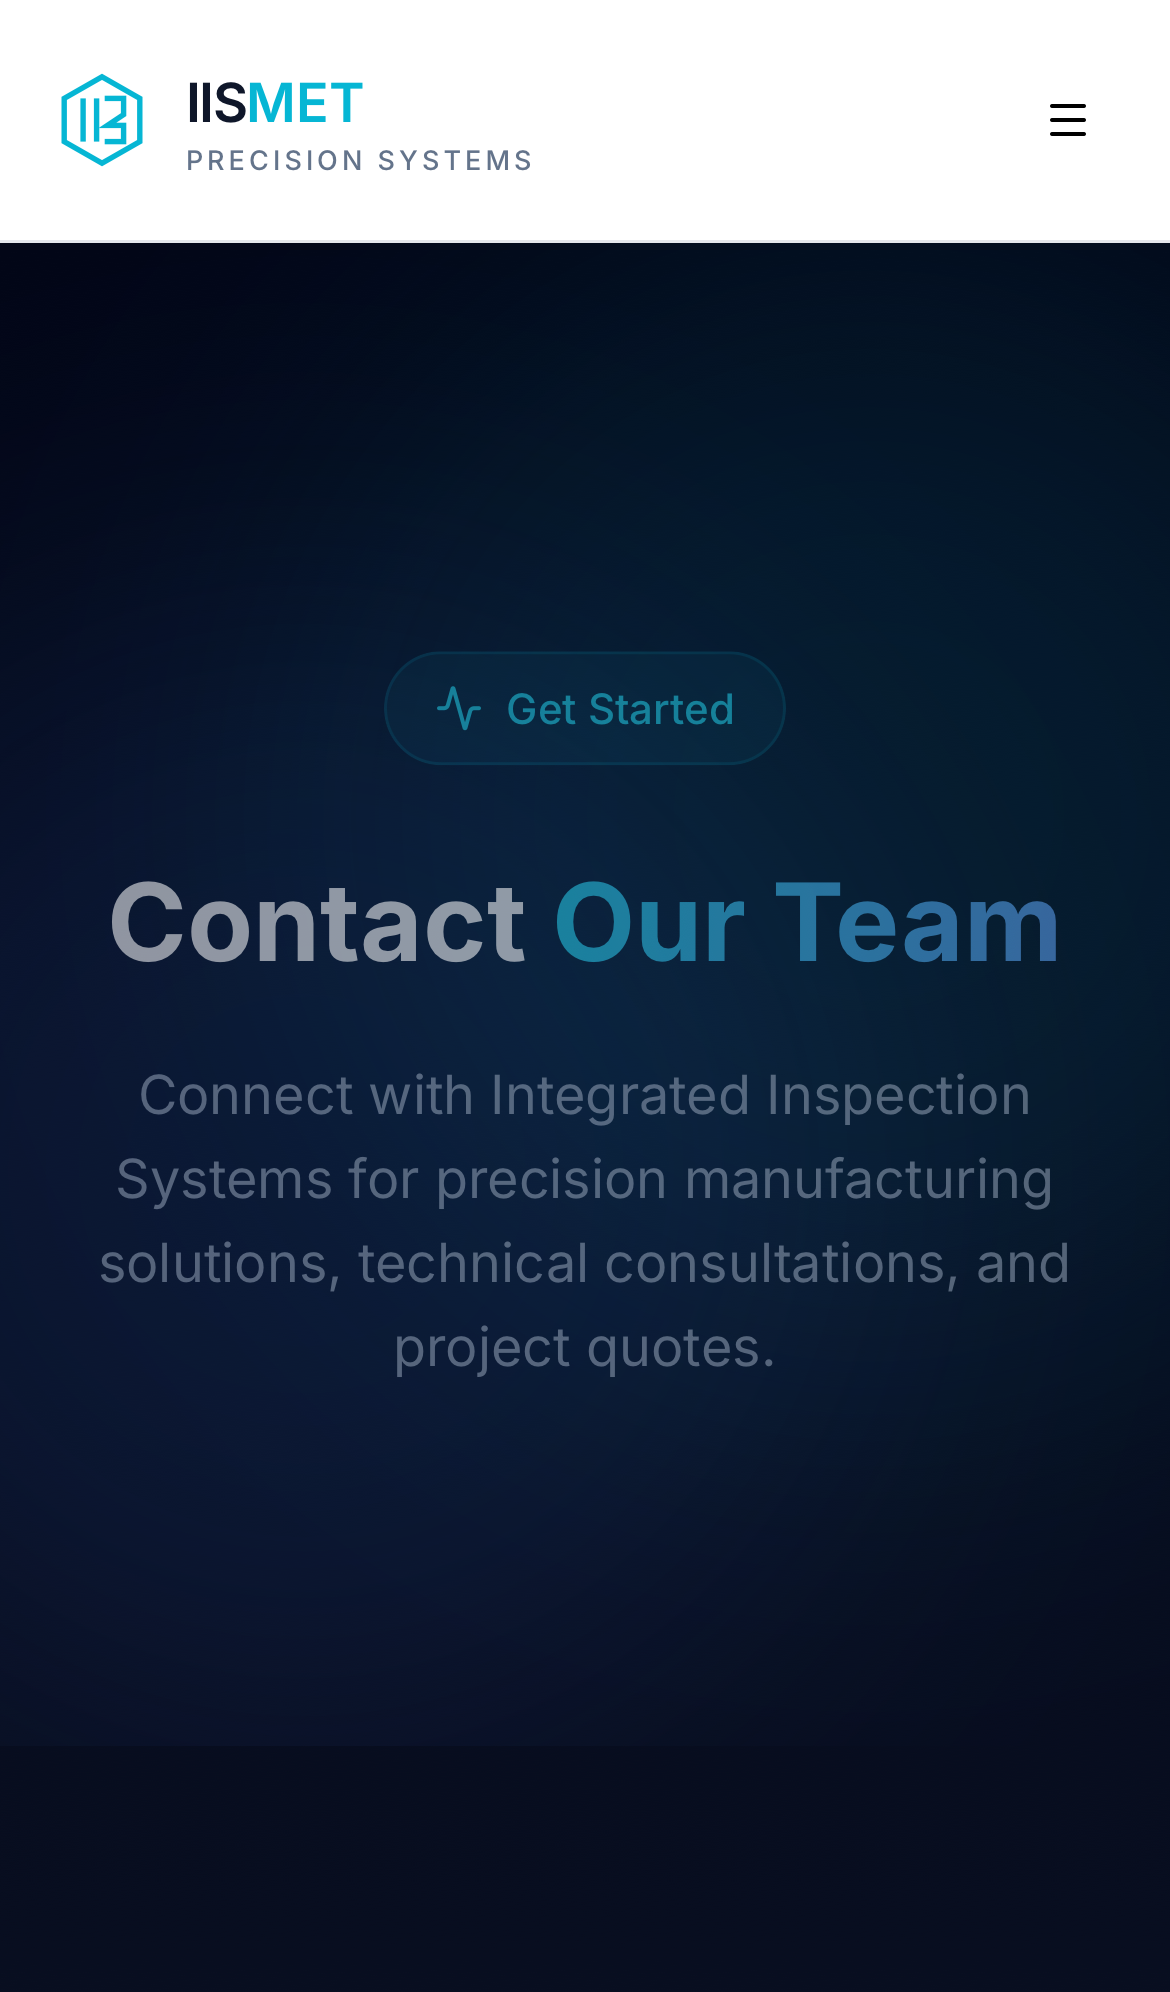 IISMET
PRECISION SYSTEMS
Get Started
Contact Our Team
Connect with Integrated Inspection
Systems for precision manufacturing
solutions, technical consultations, and
project quotes.